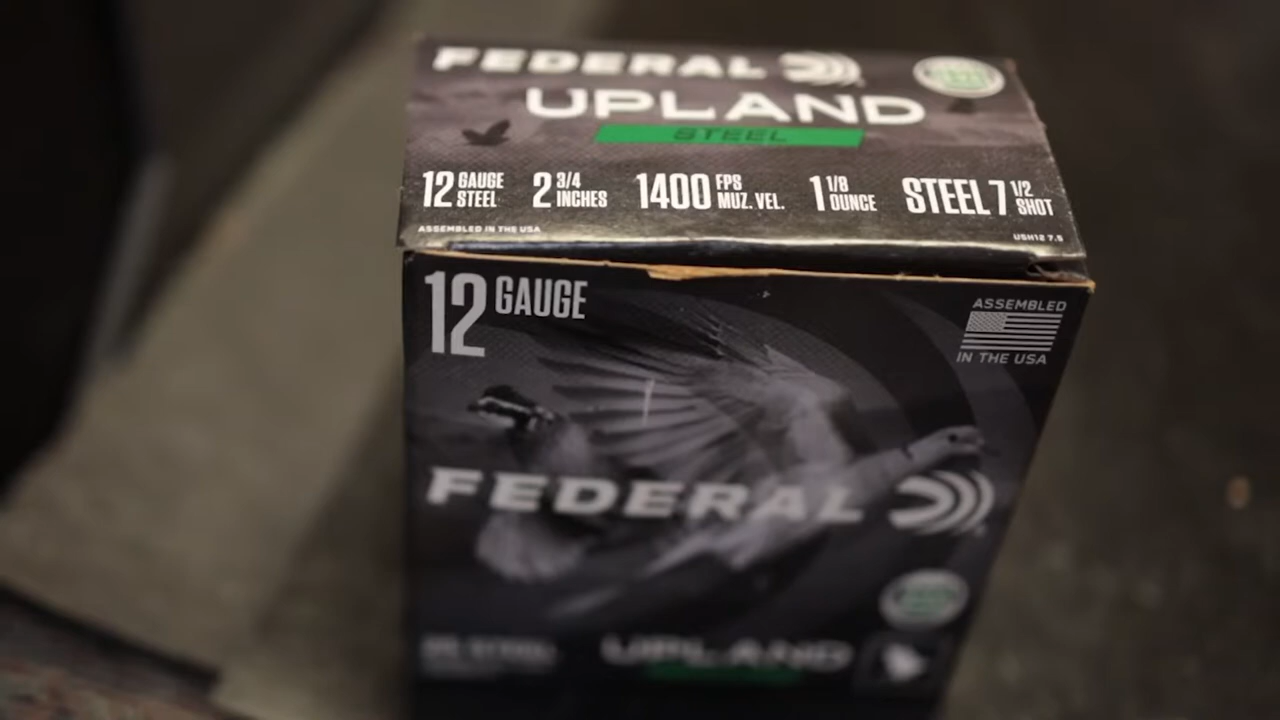 FEDERAL
UPLAND
STEEL
12 GAUGE STEEL 2 3/4 INCHES 1400 FPS MUZ. VEL. 1 1/8 OUNCE STEEL 7 1/2 SHOT
ASSEMBLED IN THE USA USH12 7.5
12 GAUGE
ASSEMBLED
IN THE USA
FEDERAL
UPLAND